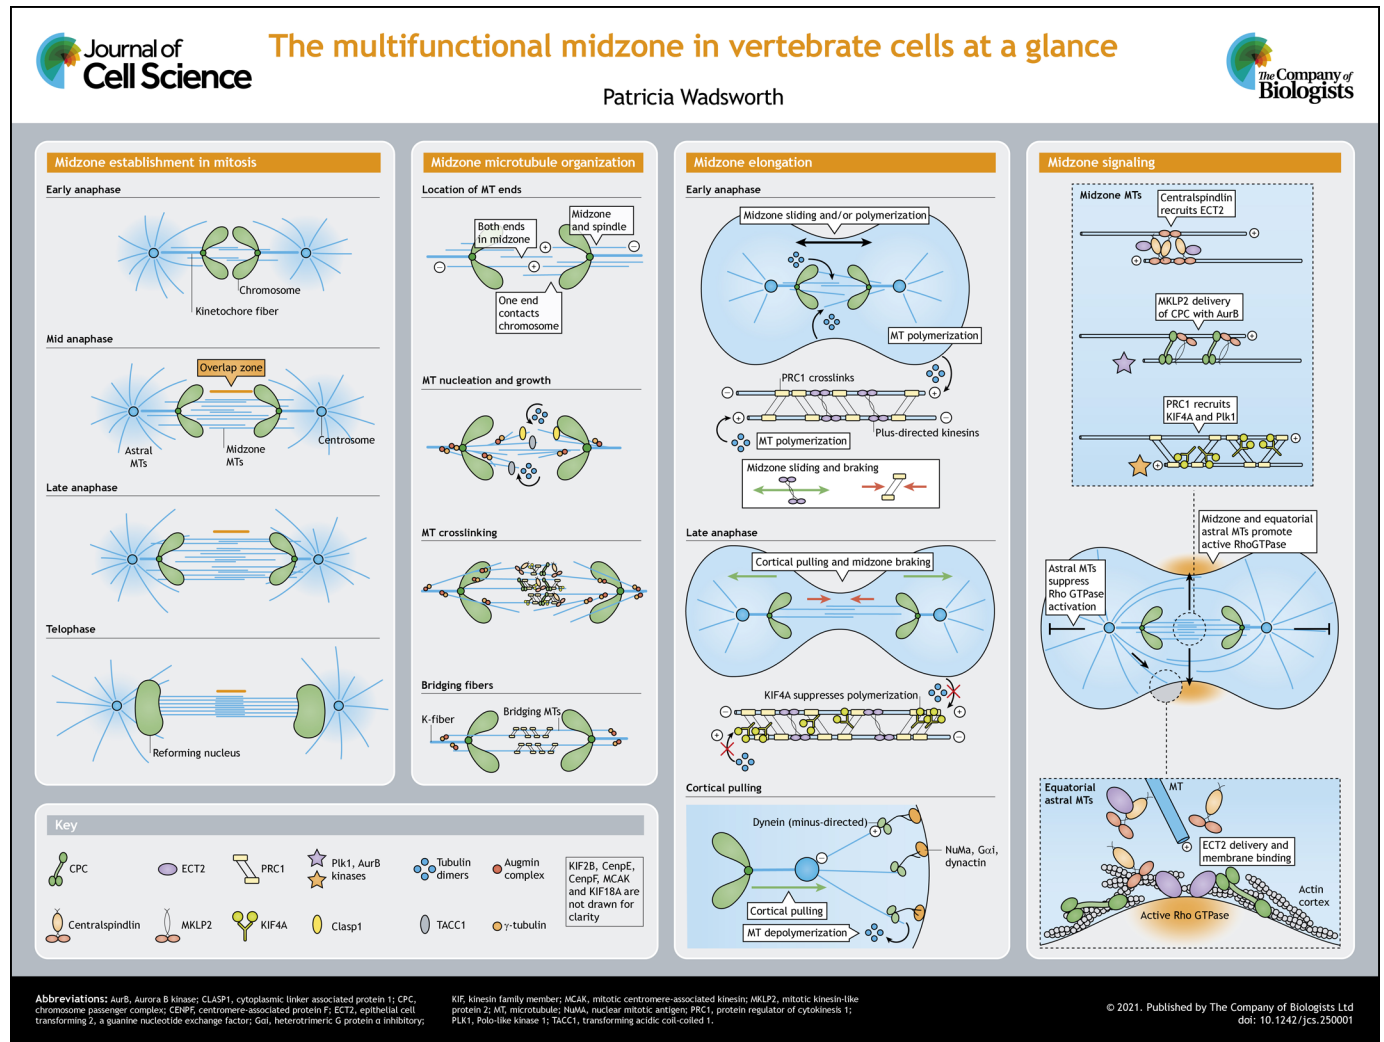 Journal of
Cell Science
The multifunctional midzone in vertebrate cells at a glance
Patricia Wadsworth
The Company of
Biologists
Midzone establishment in mitosis
Early anaphase
Chromosome
Kinetochore fiber
Mid anaphase
Overlap zone
Centrosome
Astral
MTs
Midzone
MTs
Late anaphase
Telophase
Reforming nucleus
Midzone microtubule organization
Location of MT ends
Midzone
and spindle
Both ends
in midzone
+
−
−
+
One end
contacts
chromosome
MT nucleation and growth
MT crosslinking
Bridging fibers
K-fiber
Bridging MTs
Midzone elongation
Early anaphase
Midzone sliding and/or polymerization
MT polymerization
PRC1 crosslinks
−
+
+
−
MT polymerization
Plus-directed kinesins
Midzone sliding and braking
Late anaphase
Cortical pulling and midzone braking
KIF4A suppresses polymerization
−
+
+
−
Cortical pulling
Dynein (minus-directed)
+
−
NuMa, Gαi,
dynactin
Cortical pulling
MT depolymerization
Midzone signaling
Midzone MTs
Centralspindlin
recruits ECT2
+
+
MKLP2 delivery
of CPC with AurB
+
PRC1 recruits
KIF4A and Plk1
+
+
Midzone and equatorial
astral MTs promote
active RhoGTPase
Astral MTs
suppress
Rho GTPase
activation
Equatorial
astral MTs
MT
+
ECT2 delivery and
membrane binding
Actin
cortex
Active Rho GTPase
Key
CPC
ECT2
PRC1
Plk1, AurB
kinases
Tubulin
dimers
Augmin
complex
KIF2B, CenpE,
CenpF, MCAK
and KIF18A are
not drawn for
clarity
Centralspindlin
MKLP2
KIF4A
Clasp1
TACC1
γ-tubulin
Abbreviations: AurB, Aurora B kinase; CLASP1, cytoplasmic linker associated protein 1; CPC,
chromosome passenger complex; CENPF, centromere-associated protein F; ECT2, epithelial cell
transforming 2, a guanine nucleotide exchange factor; Gαi, heterotrimeric G protein α inhibitory;
KIF, kinesin family member; MCAK, mitotic centromere-associated kinesin; MKLP2, mitotic kinesin-like
protein 2; MT, microtubule; NuMA, nuclear mitotic antigen; PRC1, protein regulator of cytokinesis 1;
PLK1, Polo-like kinase 1; TACC1, transforming acidic coil-coiled 1.
© 2021. Published by The Company of Biologists Ltd
doi: 10.1242/jcs.250001